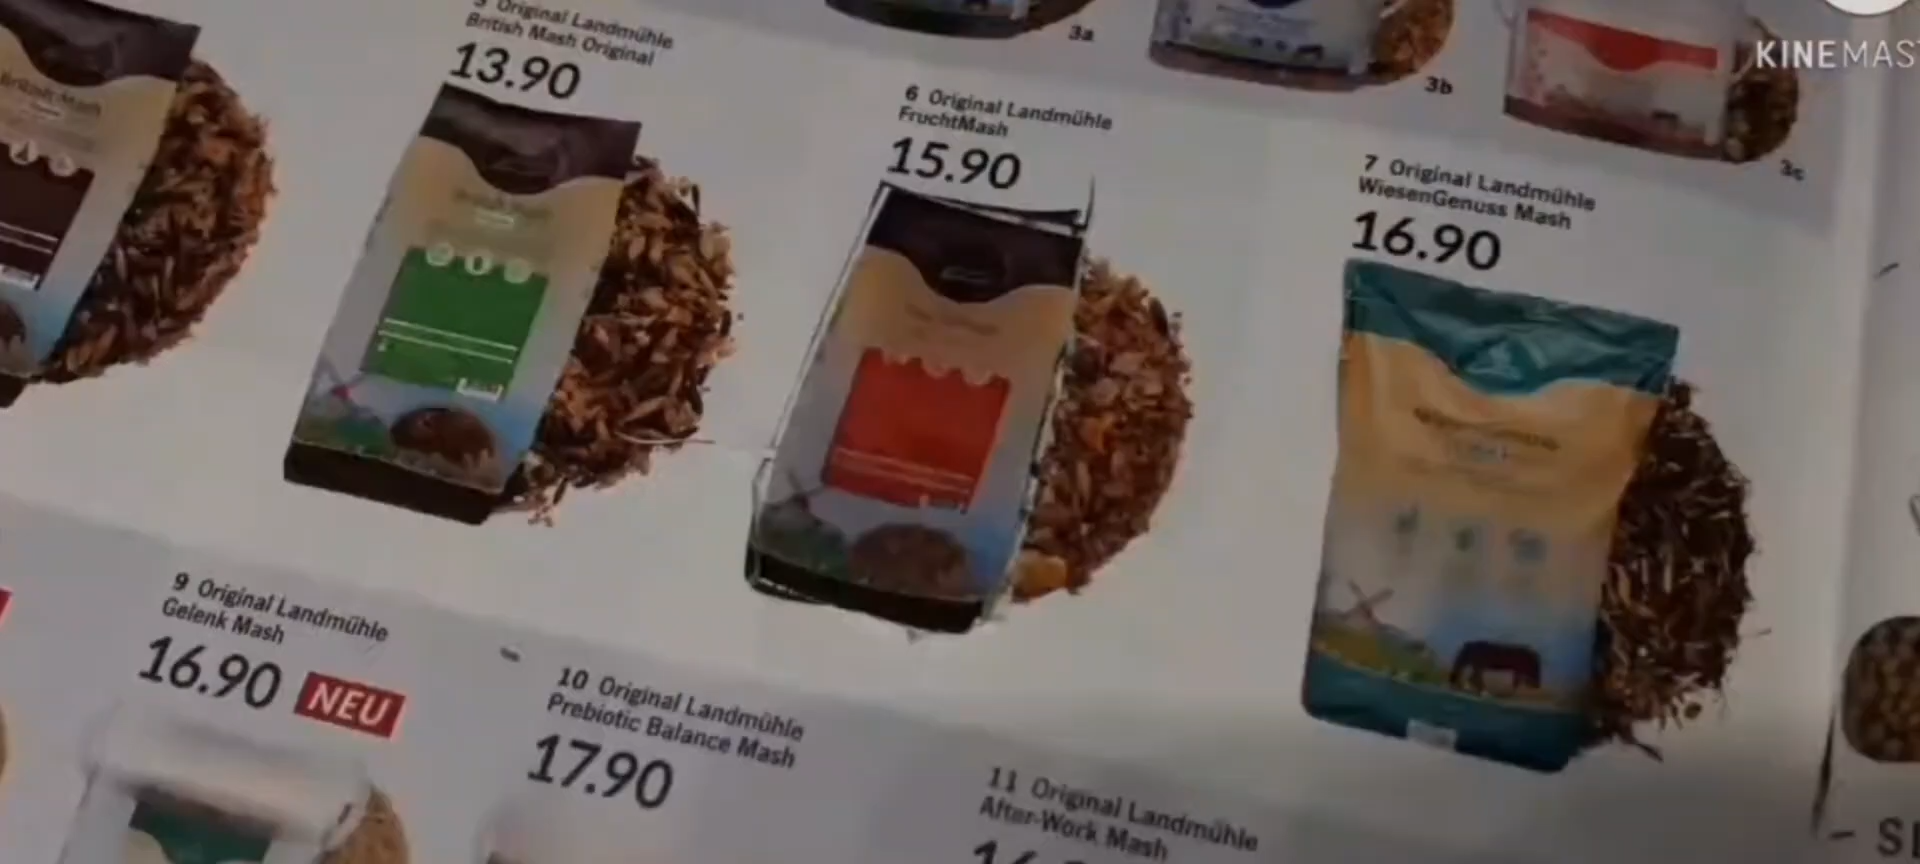 5 Original Landmühle
British Mash Original
13.90
3a
3b
3c
KINEMAS
6 Original Landmühle
FruchtMash
15.90
7 Original Landmühle
WiesenGenuss Mash
16.90
British Mash
9 Original Landmühle
Gelenk Mash
16.90 NEU
10 Original Landmühle
Prebiotic Balance Mash
17.90
11 Original Landmühle
After-Work Mash